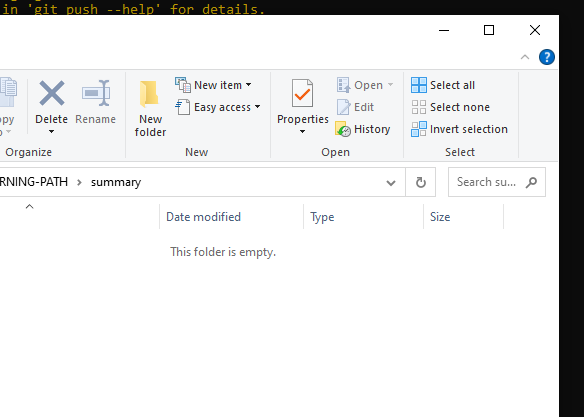 in 'git push --help' for details.
New item
Open
Select all
Easy access
Edit
Select none
Delete
Rename
New
folder
Properties
History
Invert selection
Organize
New
Open
Select
RNING-PATH > summary
Search su...
Date modified
Type
Size
This folder is empty.